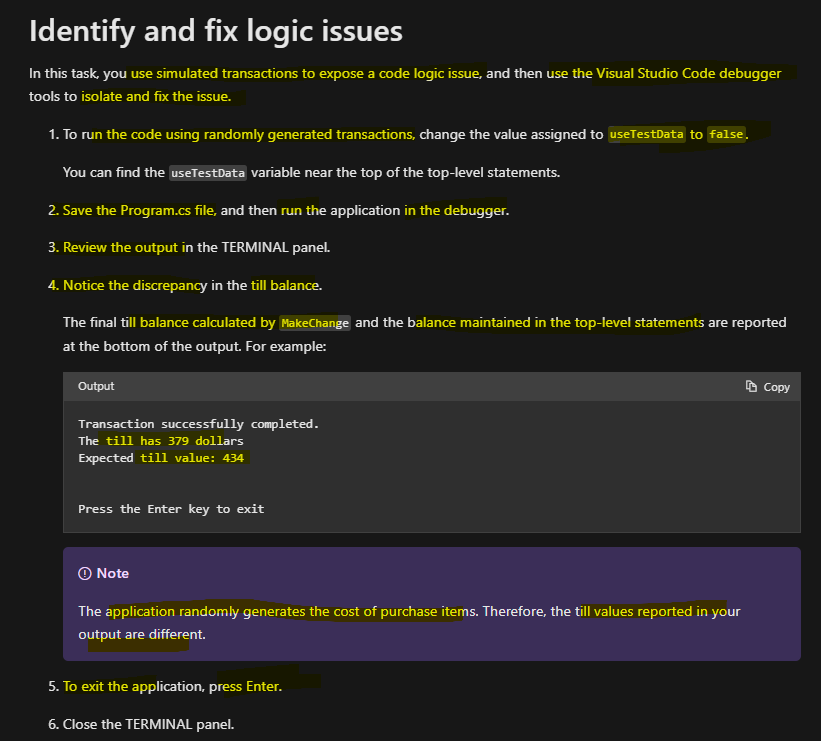 Identify and fix logic issues
In this task, you use simulated transactions to expose a code logic issue, and then use the Visual Studio Code debugger
tools to isolate and fix the issue.
1. To run the code using randomly generated transactions, change the value assigned to useTestData to false.
You can find the useTestData variable near the top of the top-level statements.
2. Save the Program.cs file, and then run the application in the debugger.
3. Review the output in the TERMINAL panel.
4. Notice the discrepancy in the till balance.
The final till balance calculated by MakeChange and the balance maintained in the top-level statements are reported
at the bottom of the output. For example:
Output Copy
Transaction successfully completed.
The till has 379 dollars
Expected till value: 434
Press the Enter key to exit
Note
The application randomly generates the cost of purchase items. Therefore, the till values reported in your
output are different.
5. To exit the application, press Enter.
6. Close the TERMINAL panel.